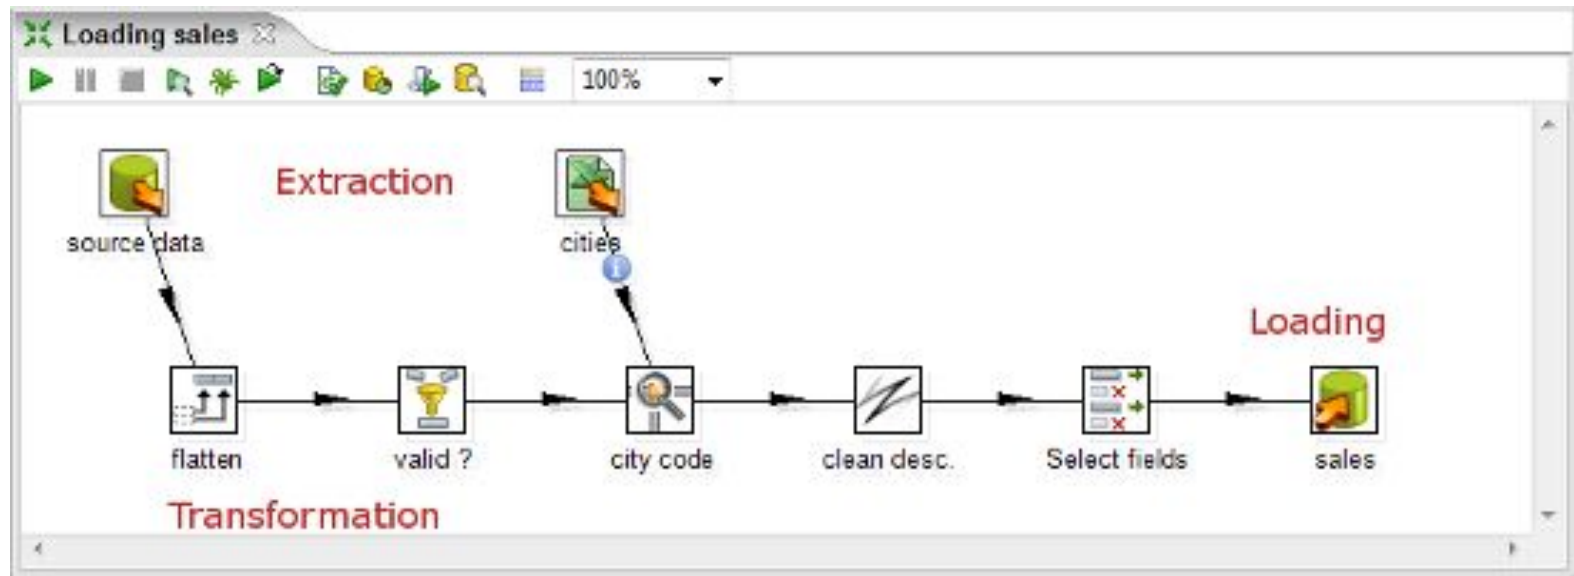 Loading sales
100%
Extraction
source data
cities
Loading
flatten
valid ?
city code
clean desc.
Select fields
sales
Transformation